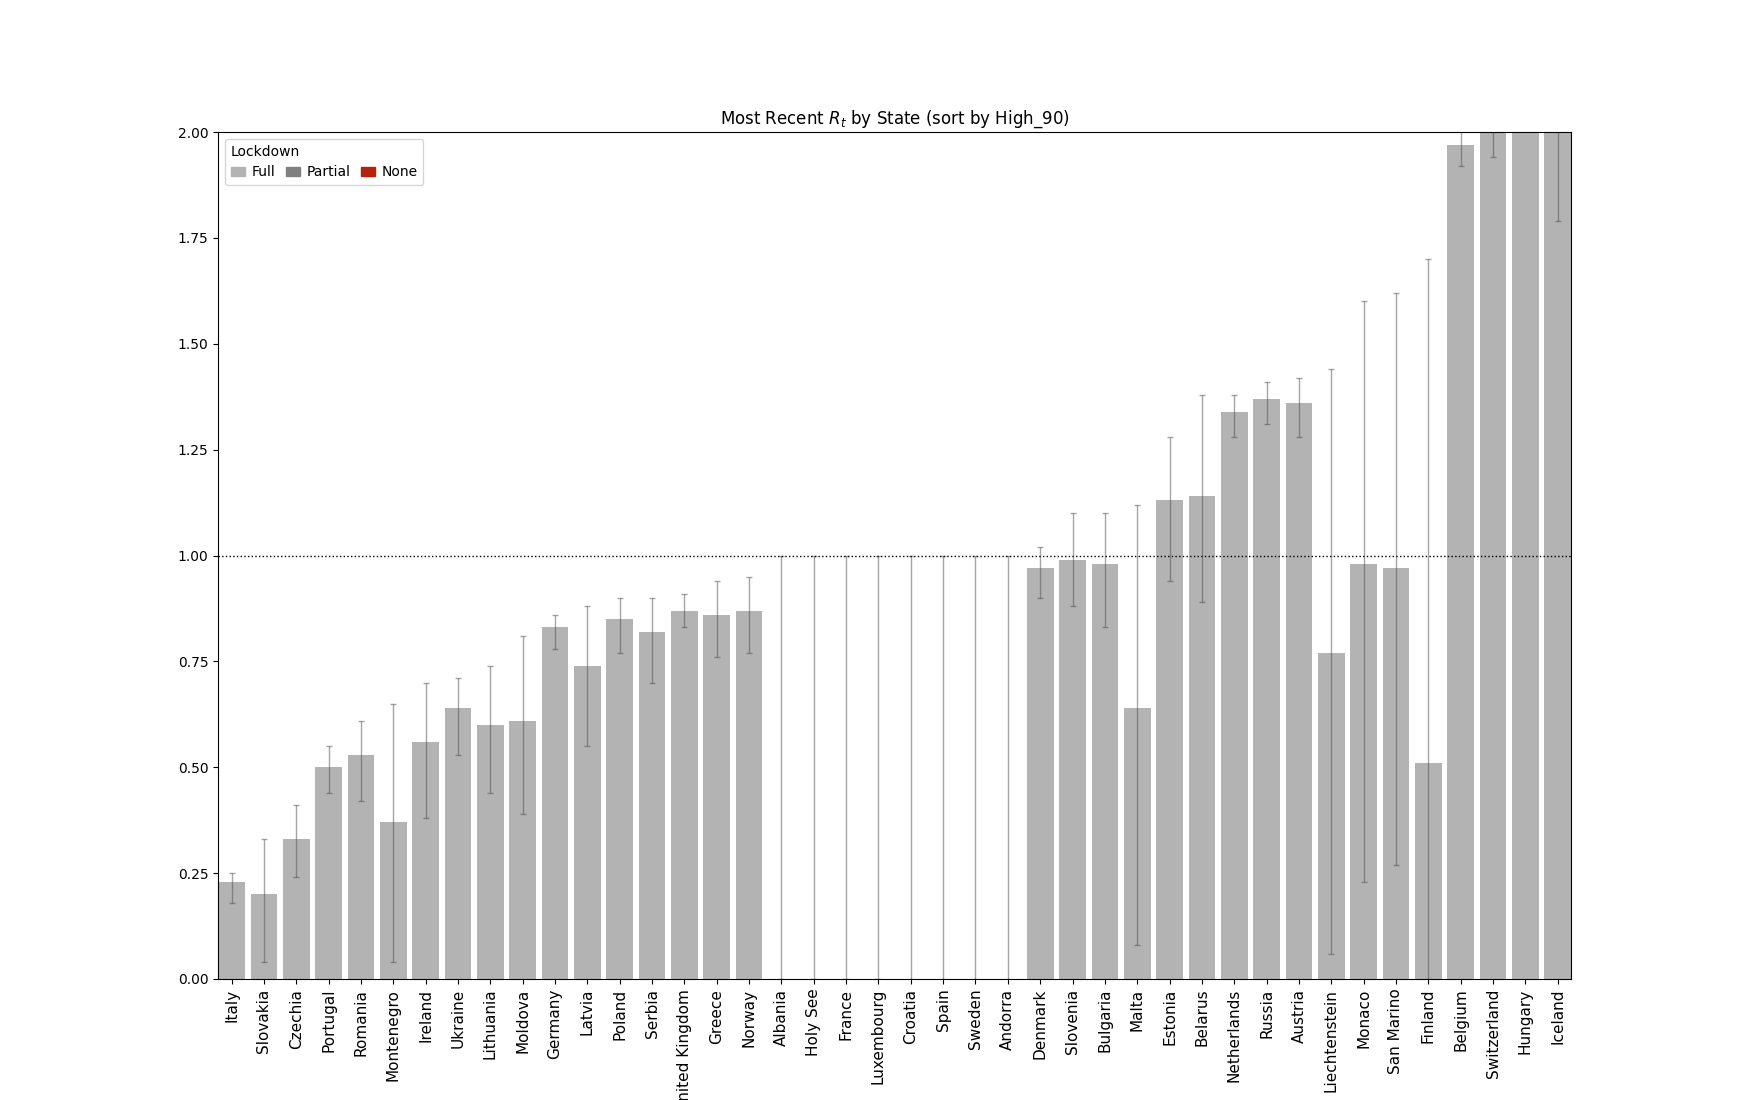 Most Recent R_t by State (sort by High_90)
Lockdown
Full Partial None
2.00
1.75
1.50
1.25
1.00
0.75
0.50
0.25
0.00
Italy
Slovakia
Czechia
Portugal
Romania
Montenegro
Ireland
Ukraine
Lithuania
Moldova
Germany
Latvia
Poland
Serbia
nited Kingdom
Greece
Norway
Albania
Holy See
France
Luxembourg
Croatia
Spain
Sweden
Andorra
Denmark
Slovenia
Bulgaria
Malta
Estonia
Belarus
Netherlands
Russia
Austria
Liechtenstein
Monaco
San Marino
Finland
Belgium
Switzerland
Hungary
Iceland